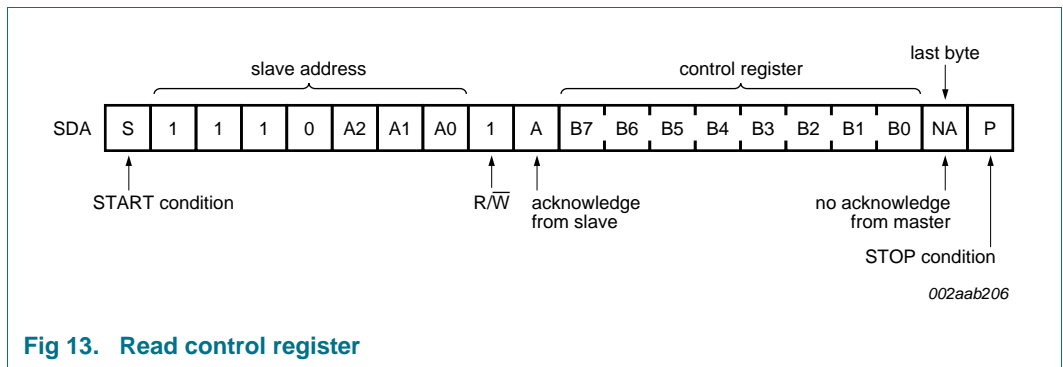 last byte
slave address control register
SDA S 1 1 1 0 A2 A1 A0 1 A B7 B6 B5 B4 B3 B2 B1 B0 NA P
START condition R/W̅ acknowledge from slave no acknowledge from master
STOP condition
002aab206
Fig 13. Read control register